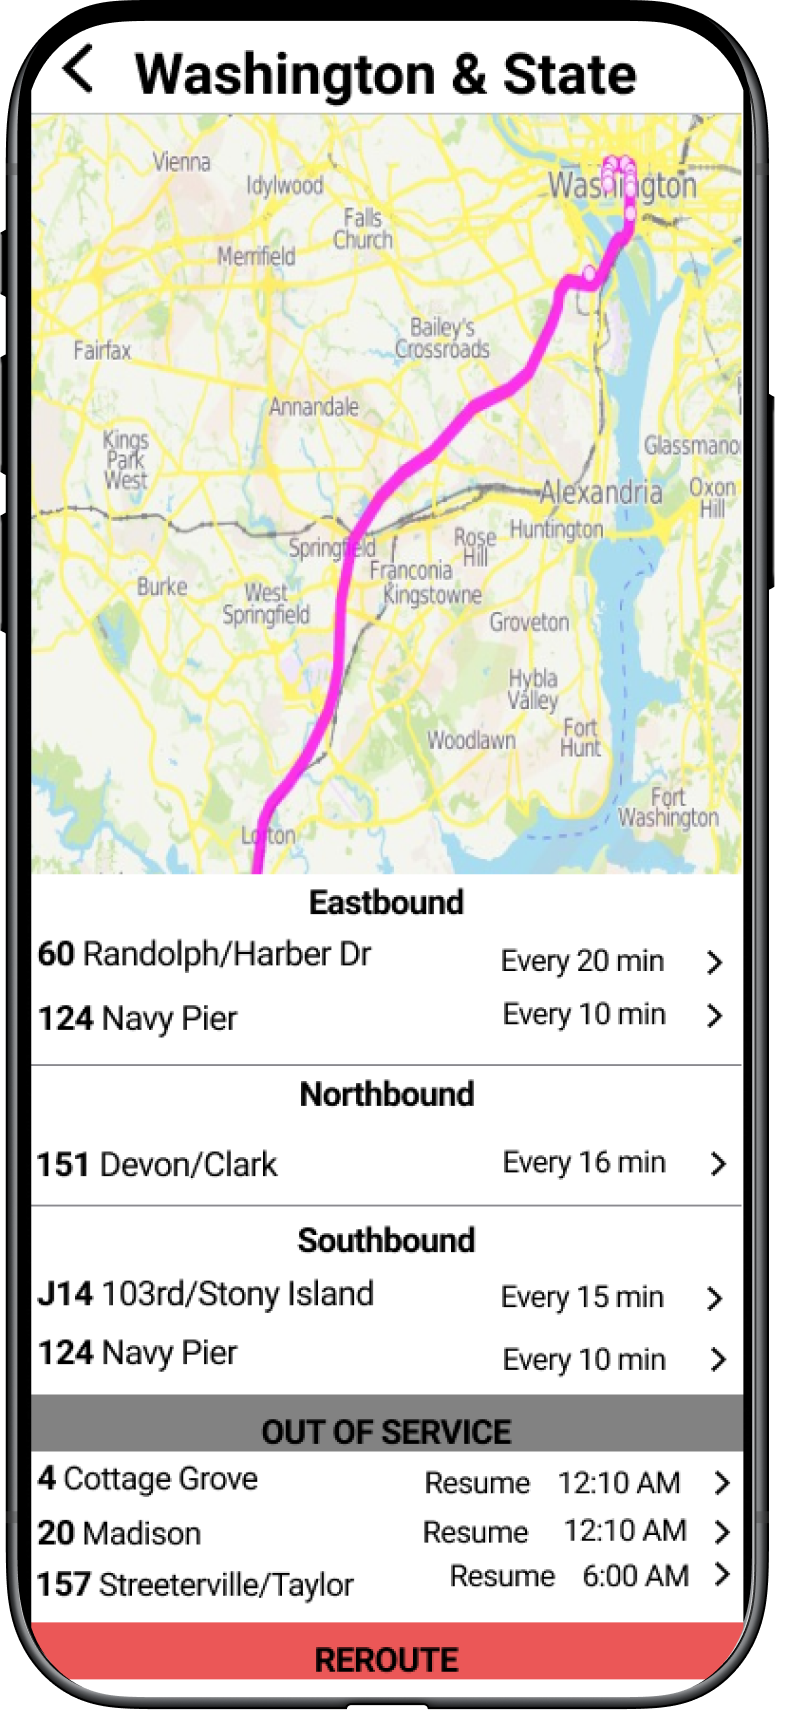 Washington & State
Vienna
Idylwood
Washington
Falls
Church
Merrifield
Bailey's
Crossroads
Fairfax
Annandale
Kings
Park
West
Glassmano
Alexandria
Oxon
Hill
Springfield
Rose
Hill
Huntington
Franconia
Kingstowne
Burke
West
Springfield
Groveton
Hybla
Valley
Woodlawn
Fort
Hunt
Fort
Washington
Lorton
Eastbound
60 Randolph/Harber Dr Every 20 min
124 Navy Pier Every 10 min
Northbound
151 Devon/Clark Every 16 min
Southbound
J14 103rd/Stony Island Every 15 min
124 Navy Pier Every 10 min
OUT OF SERVICE
4 Cottage Grove Resume 12:10 AM
20 Madison Resume 12:10 AM
157 Streeterville/Taylor Resume 6:00 AM
REROUTE